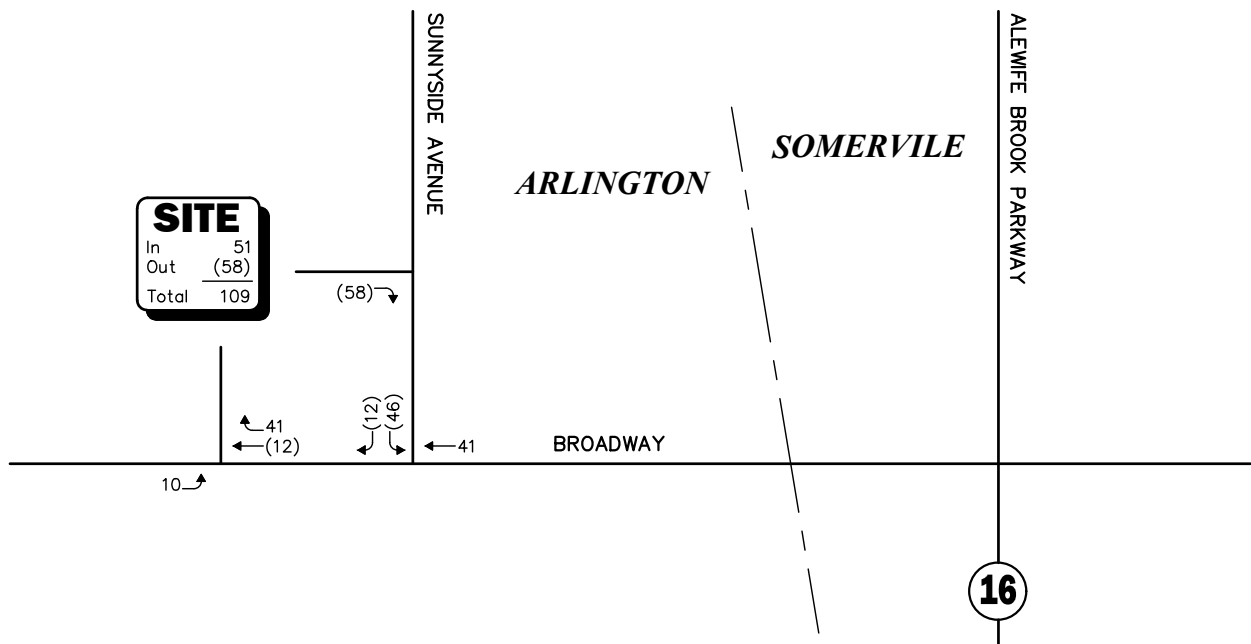 SUNNYSIDE AVENUE
ALEWIFE BROOK PARKWAY
SOMERVILE
ARLINGTON
SITE
In 51
Out (58)
Total 109
(58)
(12)
(46)
41
(12)
41
BROADWAY
10
16